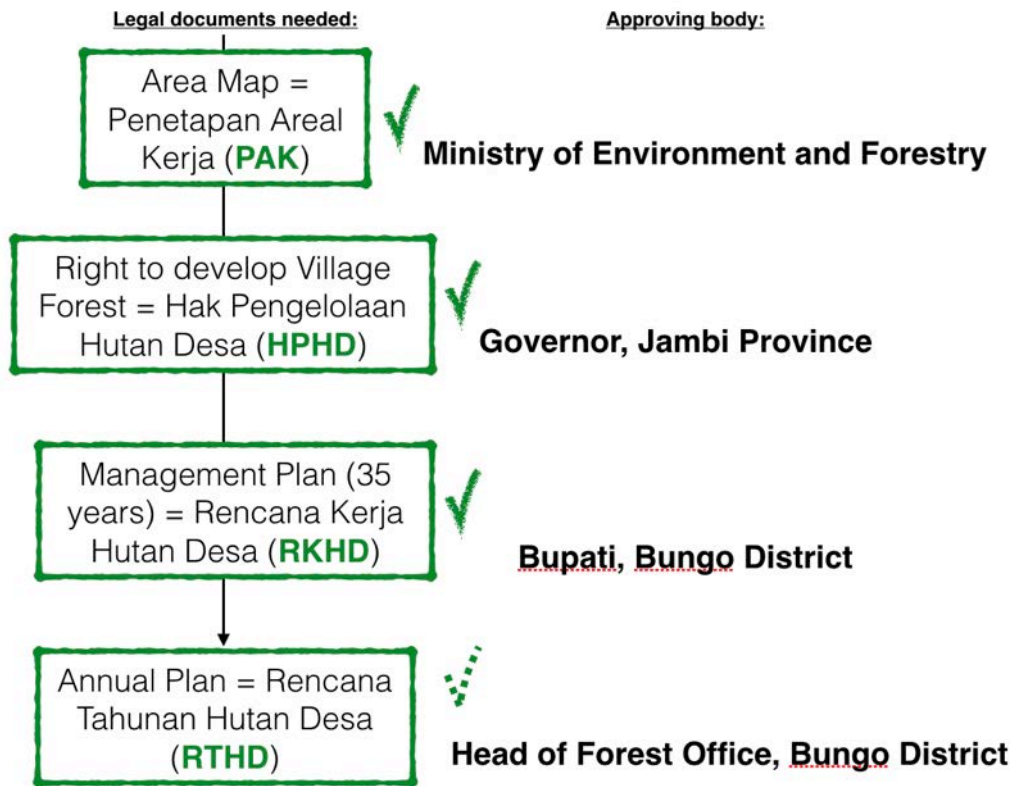 Legal documents needed:
Approving body:
Area Map =
Penetapan Areal
Kerja (PAK)
Ministry of Environment and Forestry
Right to develop Village
Forest = Hak Pengelolaan
Hutan Desa (HPHD)
Governor, Jambi Province
Management Plan (35
years) = Rencana Kerja
Hutan Desa (RKHD)
Bupati, Bungo District
Annual Plan = Rencana
Tahunan Hutan Desa
(RTHD)
Head of Forest Office, Bungo District